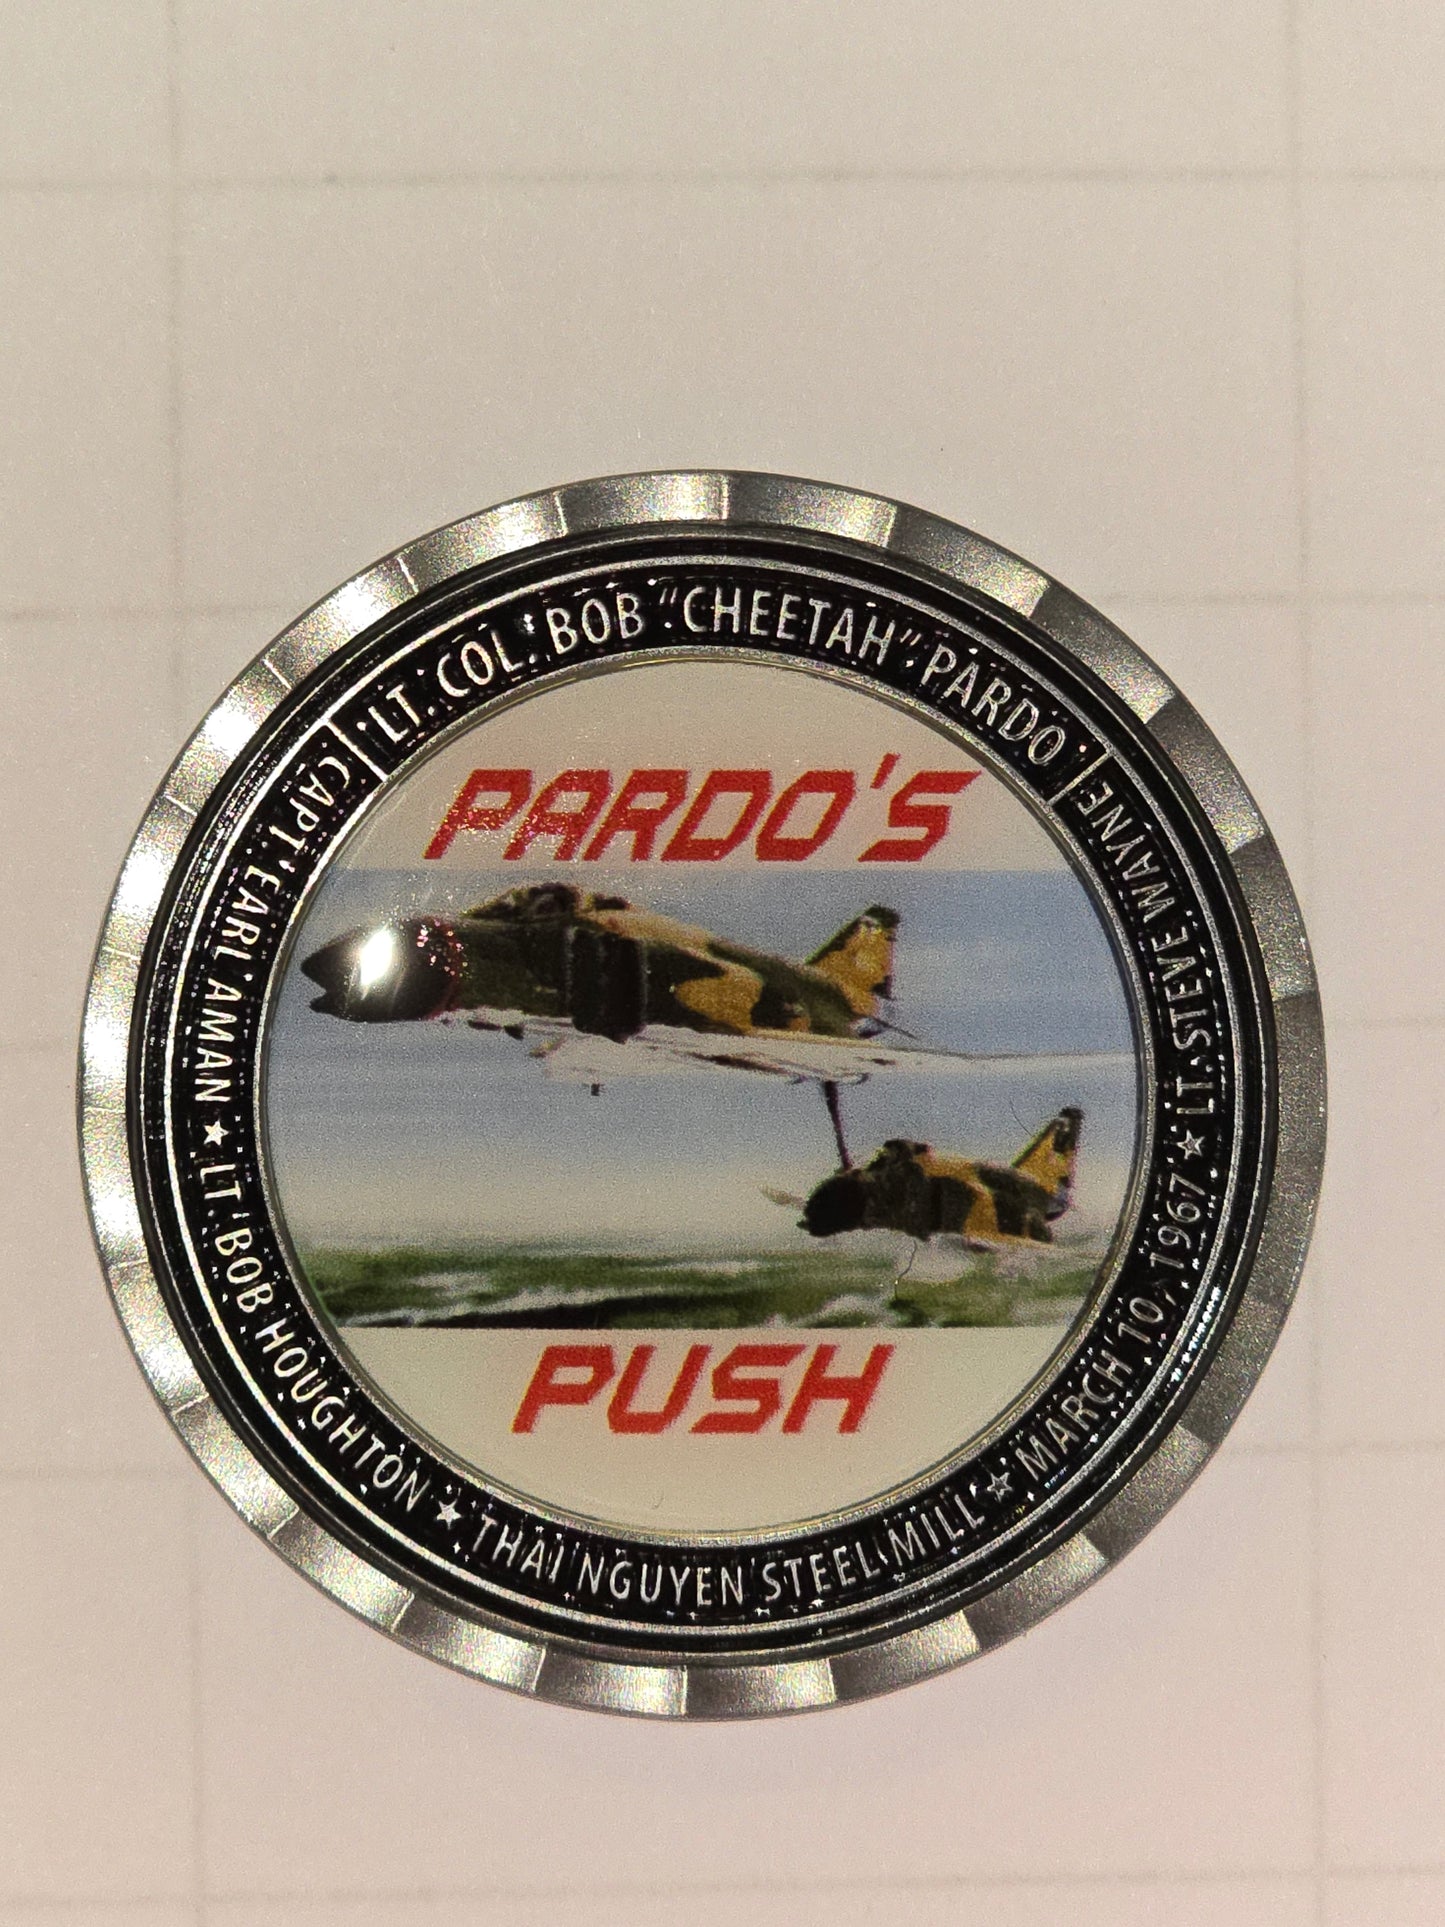 LT. COL. BOB "CHEETAH" PARDO
LT. STEVE WAYNE
CAPT. EARL AMAN ★ LT. BOB HOUGHTON ★ THAI NGUYEN STEEL MILL ★ MARCH 10, 1967 ★
PARDO'S
PUSH